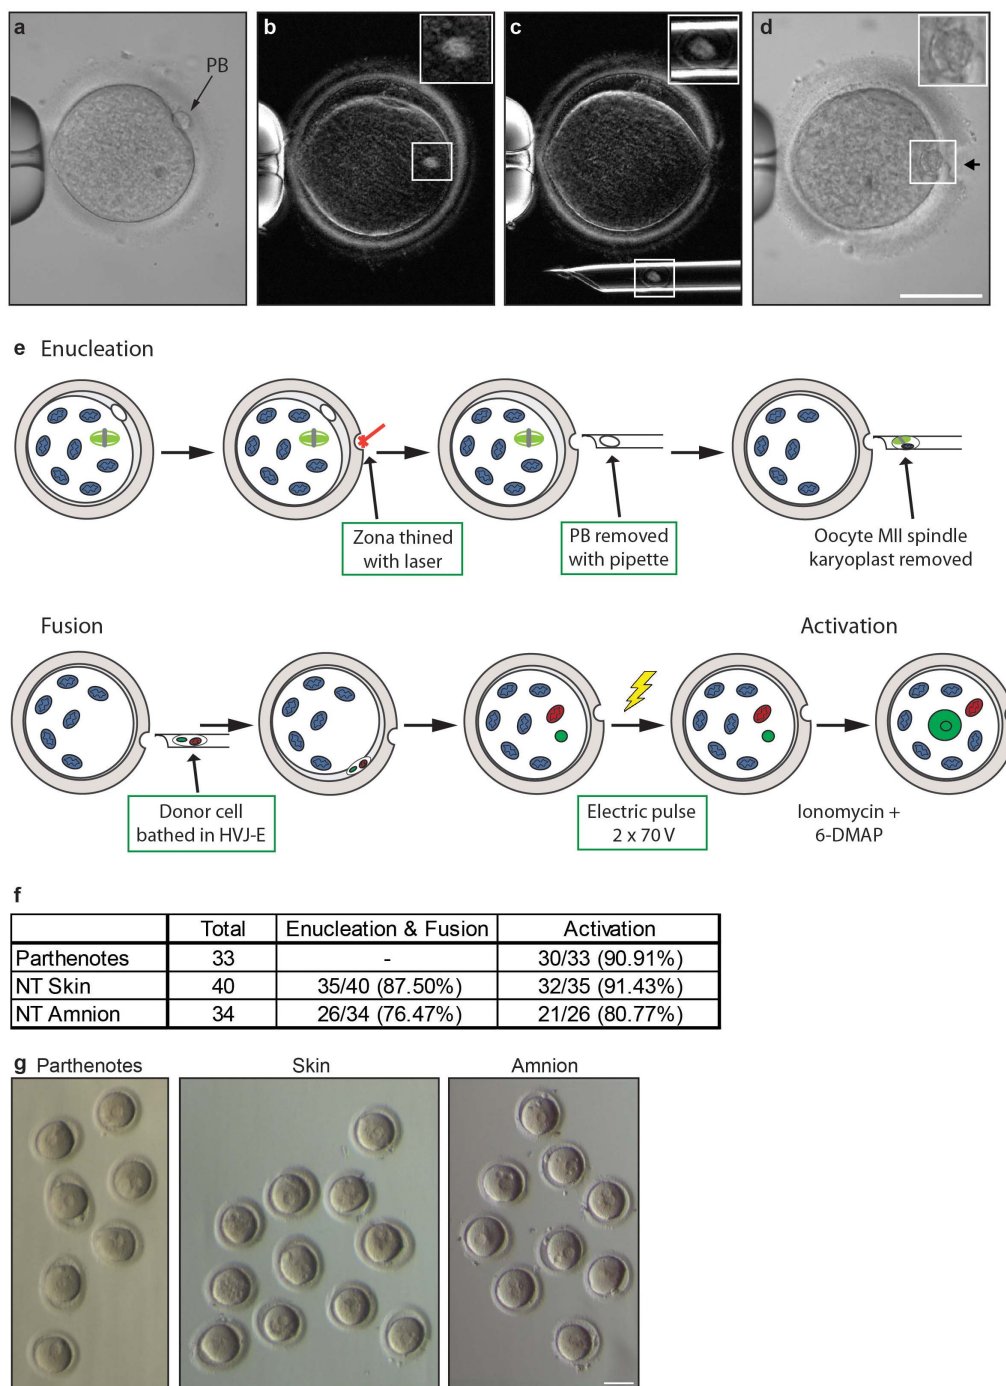 a
PB
b
c
d
e Enucleation
Zona thined
with laser
PB removed
with pipette
Oocyte MII spindle
karyoplast removed
Fusion
Activation
Donor cell
bathed in HVJ-E
Electric pulse
2 x 70 V
Ionomycin +
6-DMAP
f
Total Enucleation & Fusion Activation
Parthenotes 33 - 30/33 (90.91%)
NT Skin 40 35/40 (87.50%) 32/35 (91.43%)
NT Amnion 34 26/34 (76.47%) 21/26 (80.77%)
g Parthenotes Skin Amnion